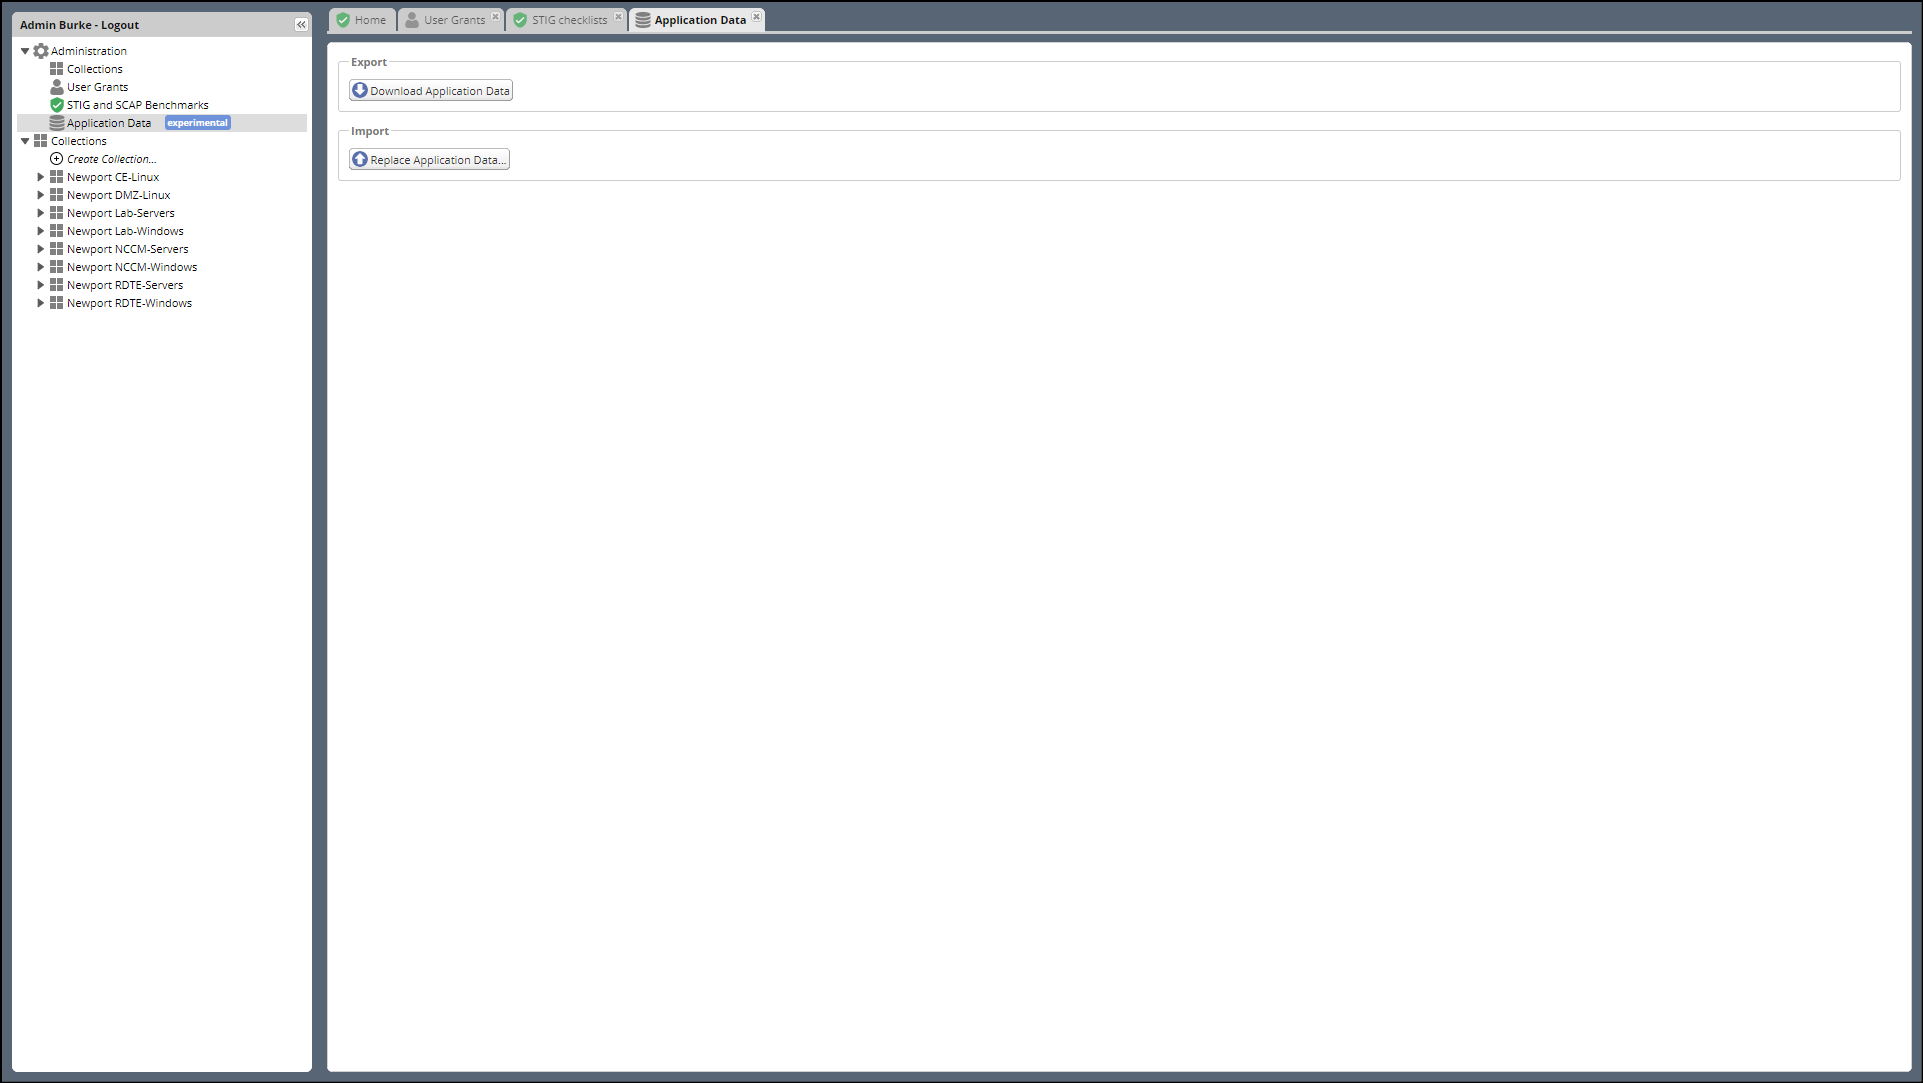 Admin Burke - Logout
Administration
Collections
User Grants
STIG and SCAP Benchmarks
Application Data experimental
Collections
Create Collection...
Newport CE-Linux
Newport DMZ-Linux
Newport Lab-Servers
Newport Lab-Windows
Newport NCCM-Servers
Newport NCCM-Windows
Newport RDTE-Servers
Newport RDTE-Windows
Home User Grants STIG checklists Application Data
Export
Download Application Data
Import
Replace Application Data...